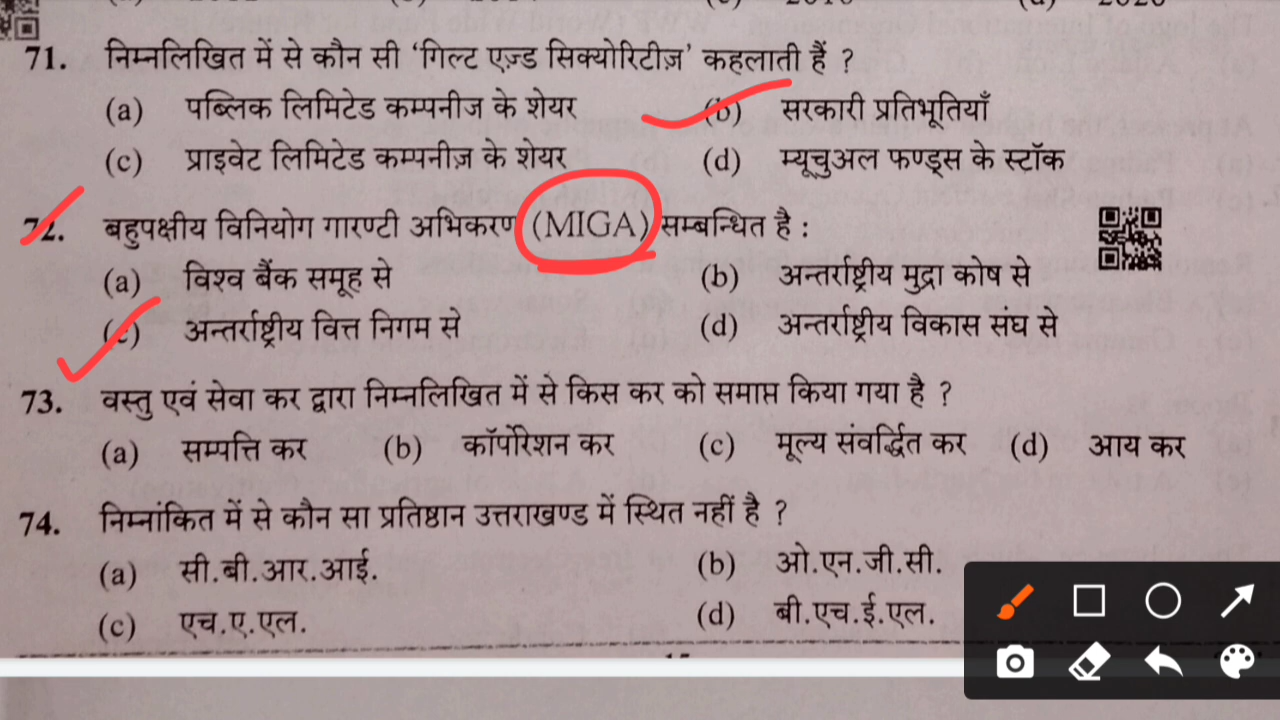 71. निम्नलिखित में से कौन सी ‘गिल्ट एज़्ड सिक्योरिटीज़’ कहलाती हैं ?
(a) पब्लिक लिमिटेड कम्पनीज के शेयर (b) सरकारी प्रतिभूतियाँ
(c) प्राइवेट लिमिटेड कम्पनीज़ के शेयर (d) म्यूचुअल फण्ड्स के स्टॉक
72. बहुपक्षीय विनियोग गारण्टी अभिकरण (MIGA) सम्बन्धित है :
(a) विश्व बैंक समूह से (b) अन्तर्राष्ट्रीय मुद्रा कोष से
(c) अन्तर्राष्ट्रीय वित्त निगम से (d) अन्तर्राष्ट्रीय विकास संघ से
73. वस्तु एवं सेवा कर द्वारा निम्नलिखित में से किस कर को समाप्त किया गया है ?
(a) सम्पत्ति कर (b) कॉर्पोरेशन कर (c) मूल्य संवर्द्धित कर (d) आय कर
74. निम्नांकित में से कौन सा प्रतिष्ठान उत्तराखण्ड में स्थित नहीं है ?
(a) सी.बी.आर.आई. (b) ओ.एन.जी.सी.
(c) एच.ए.एल. (d) बी.एच.ई.एल.